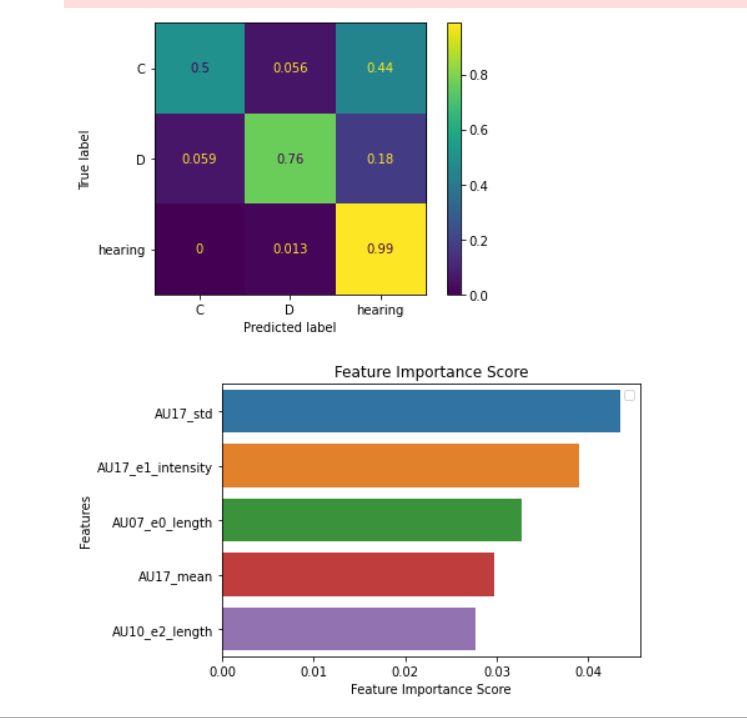 0.5 0.056 0.44
C
0.059 0.76 0.18
D
True label
0 0.013 0.99
hearing
C D hearing
Predicted label
0.8
0.6
0.4
0.2
0.0
Feature Importance Score
AU17_std
AU17_e1_intensity
AU07_e0_length
AU17_mean
AU10_e2_length
Features
0.00 0.01 0.02 0.03 0.04
Feature Importance Score